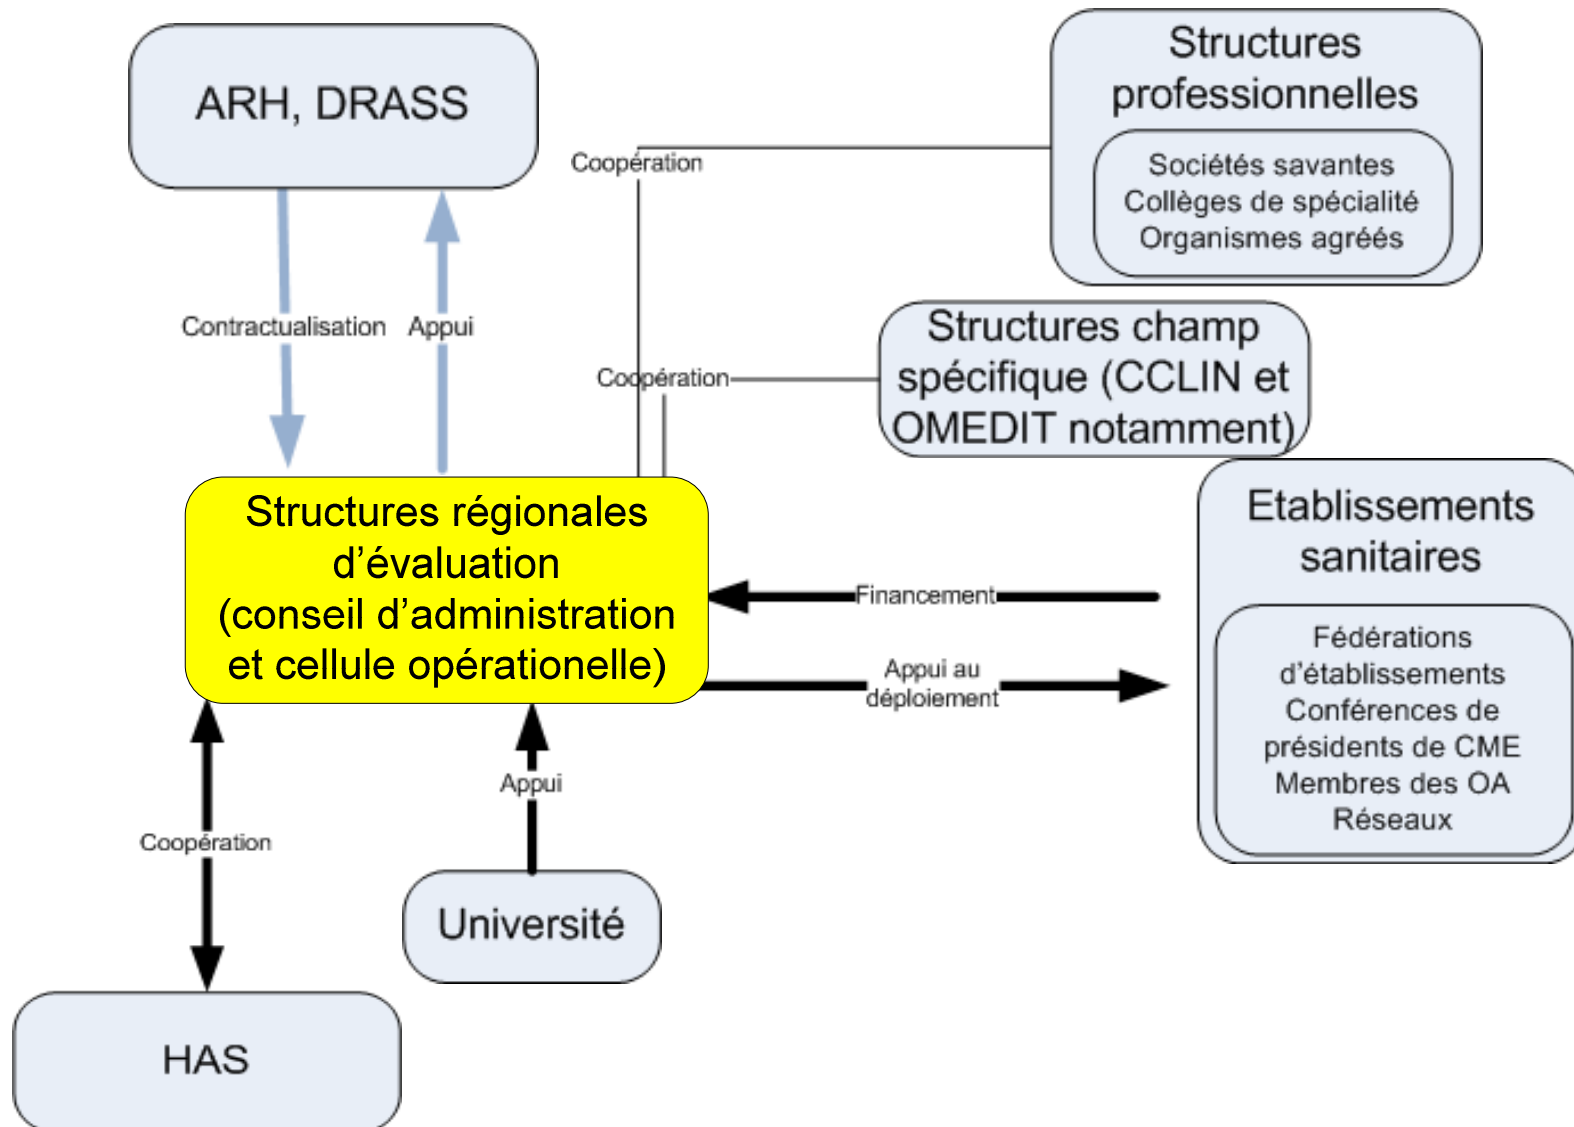 ARH, DRASS
Structures
professionnelles
Sociétés savantes
Collèges de spécialité
Organismes agréés
Coopération
Contractualisation
Appui
Coopération
Structures champ
spécifique (CCLIN et
OMEDIT notamment)
Structures régionales
d’évaluation
(conseil d’administration
et cellule opérationelle)
Etablissements
sanitaires
Fédérations
d’établissements
Conférences de
présidents de CME
Membres des OA
Réseaux
Financement
Appui au
déploiement
Appui
Coopération
Université
HAS